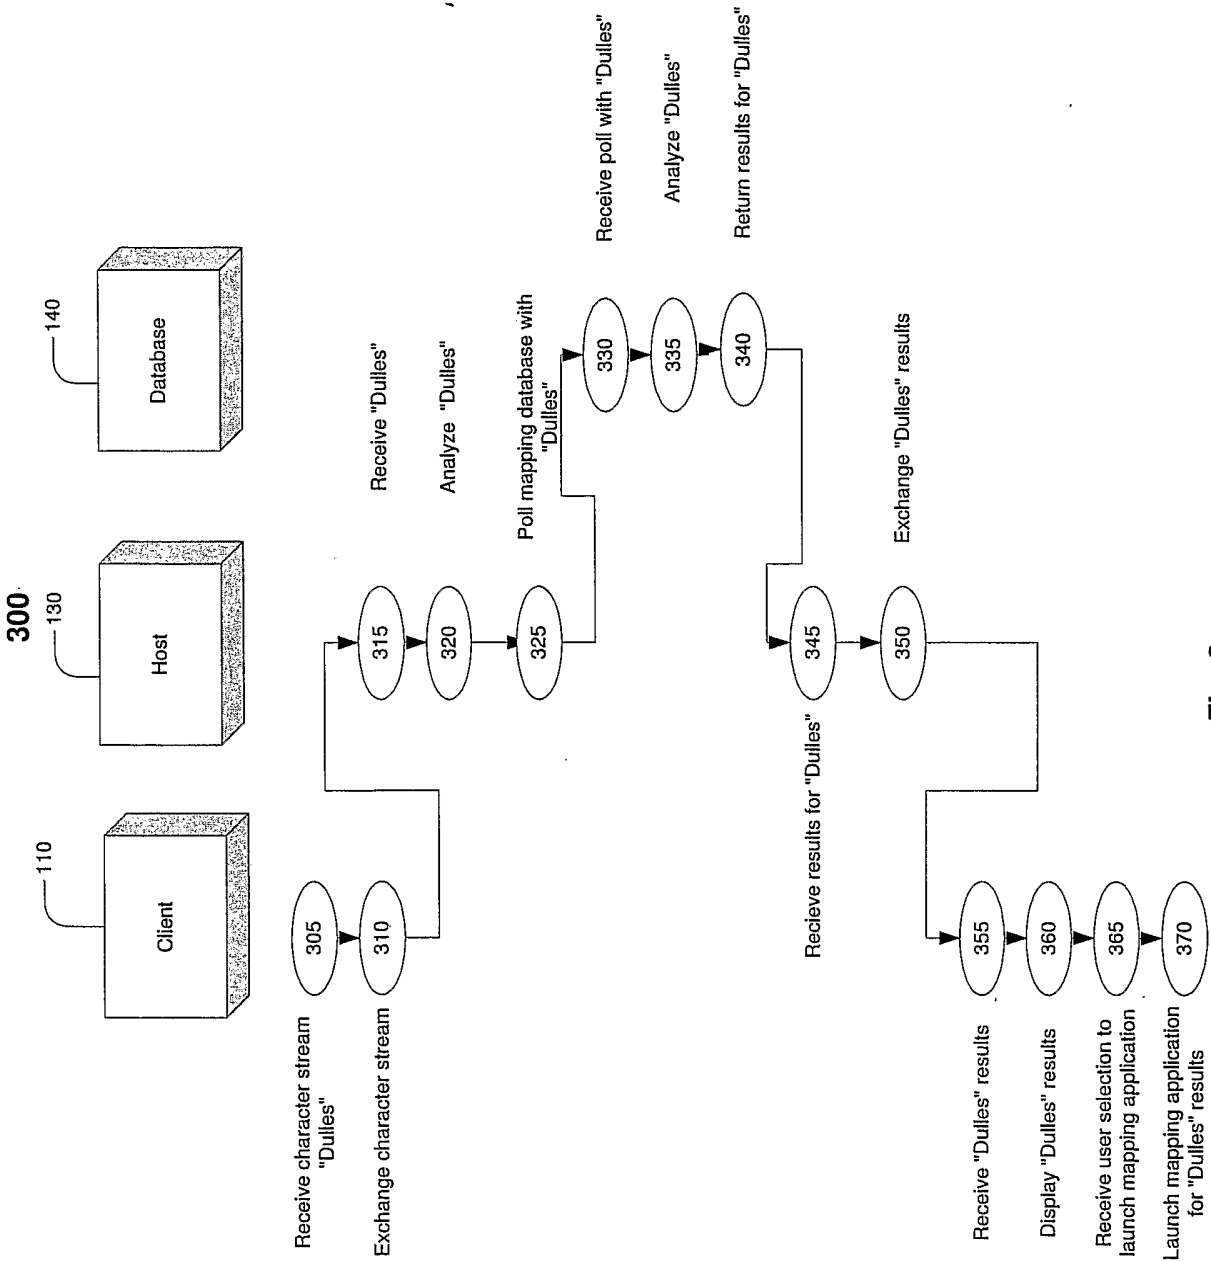 300
110
130
140
Client
Host
Database
305
Receive character stream
"Dulles"
310
Exchange character stream
315
Receive "Dulles"
320
Analyze "Dulles"
325
Poll mapping database with
"Dulles"
330
Receive poll with "Dulles"
335
Analyze "Dulles"
340
Return results for "Dulles"
345
Recieve results for "Dulles"
350
Exchange "Dulles" results
355
Receive "Dulles" results
360
Display "Dulles" results
365
Receive user selection to
launch mapping application
370
Launch mapping application
for "Dulles" results